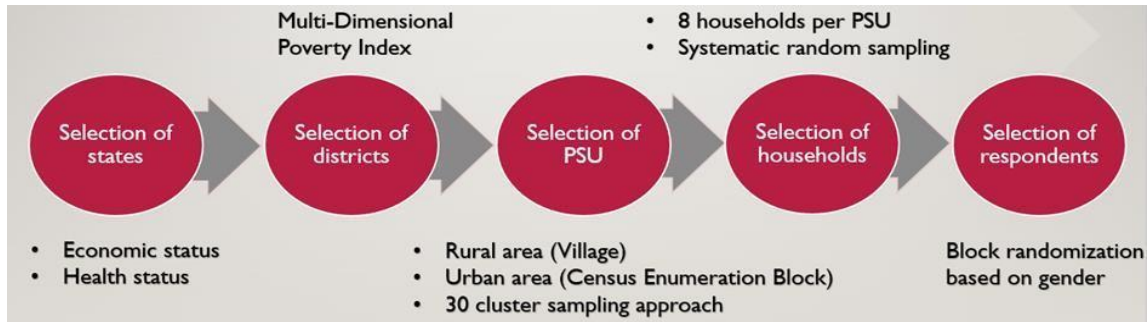 Multi-Dimensional
Poverty Index
• 8 households per PSU
• Systematic random sampling
Selection of
states
Selection of
districts
Selection of
PSU
Selection of
households
Selection of
respondents
• Economic status
• Health status
• Rural area (Village)
• Urban area (Census Enumeration Block)
• 30 cluster sampling approach
Block randomization
based on gender